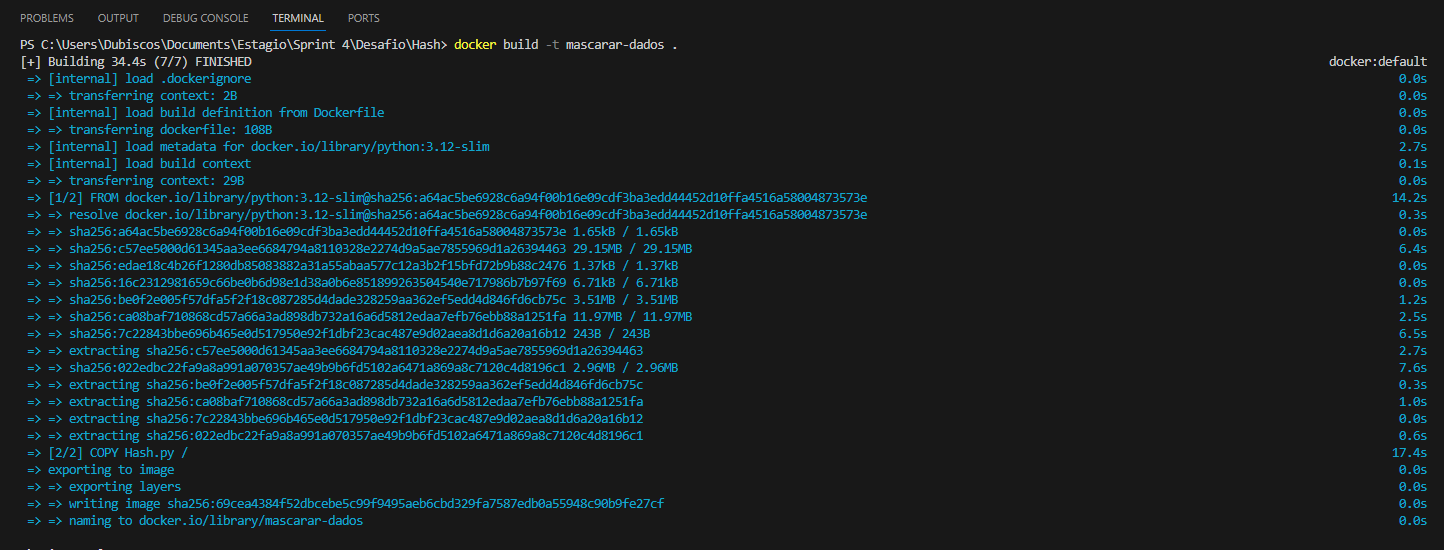 PROBLEMS OUTPUT DEBUG CONSOLE TERMINAL PORTS
PS C:\Users\Dubiscos\Documents\Estagio\Sprint 4\Desafio\Hash> docker build -t mascarar-dados .
[+] Building 34.4s (7/7) FINISHED docker:default
=> [internal] load .dockerignore 0.0s
=> => transferring context: 2B 0.0s
=> [internal] load build definition from Dockerfile 0.0s
=> => transferring dockerfile: 108B 0.0s
=> [internal] load metadata for docker.io/library/python:3.12-slim 2.7s
=> [internal] load build context 0.1s
=> => transferring context: 29B 0.0s
=> [1/2] FROM docker.io/library/python:3.12-slim@sha256:a64ac5be6928c6a94f00b16e09cdf3ba3edd44452d10ffa4516a58004873573e 14.2s
=> => resolve docker.io/library/python:3.12-slim@sha256:a64ac5be6928c6a94f00b16e09cdf3ba3edd44452d10ffa4516a58004873573e 0.3s
=> => sha256:a64ac5be6928c6a94f00b16e09cdf3ba3edd44452d10ffa4516a58004873573e 1.65kB / 1.65kB 0.0s
=> => sha256:c57ee5000d61345aa3ee6684794a8110328e2274d9a5ae7855969d1a26394463 29.15MB / 29.15MB 6.4s
=> => sha256:edae18c4b26f1280db85083882a31a55abaa577c12a3b2f15bfd72b9b88c2476 1.37kB / 1.37kB 0.0s
=> => sha256:16c2312981659c66be0b6d98e1d38a0b6e851899263504540e717986b7b97f69 6.71kB / 6.71kB 0.0s
=> => sha256:be0f2e005f57dfa5f2f18c087285d4dade328259aa362ef5edd4d846fd6cb75c 3.51MB / 3.51MB 1.2s
=> => sha256:ca08baf710868cd57a66a3ad898db732a16a6d5812edaa7efb76ebb88a1251fa 11.97MB / 11.97MB 2.5s
=> => sha256:7c22843bbe696b465e0d517950e92f1dbf23cac487e9d02aea8d1d6a20a16b12 243B / 243B 6.5s
=> => extracting sha256:c57ee5000d61345aa3ee6684794a8110328e2274d9a5ae7855969d1a26394463 2.7s
=> => sha256:022edbc22fa9a8a991a070357ae49b9b6fd5102a6471a869a8c7120c4d8196c1 2.96MB / 2.96MB 7.6s
=> => extracting sha256:be0f2e005f57dfa5f2f18c087285d4dade328259aa362ef5edd4d846fd6cb75c 0.3s
=> => extracting sha256:ca08baf710868cd57a66a3ad898db732a16a6d5812edaa7efb76ebb88a1251fa 1.0s
=> => extracting sha256:7c22843bbe696b465e0d517950e92f1dbf23cac487e9d02aea8d1d6a20a16b12 0.0s
=> => extracting sha256:022edbc22fa9a8a991a070357ae49b9b6fd5102a6471a869a8c7120c4d8196c1 0.6s
=> [2/2] COPY Hash.py / 17.4s
=> exporting to image 0.0s
=> => exporting layers 0.0s
=> => writing image sha256:69cea4384f52dbcebe5c99f9495aeb6cbd329fa7587edb0a55948c90b9fe27cf 0.0s
=> => naming to docker.io/library/mascarar-dados 0.0s